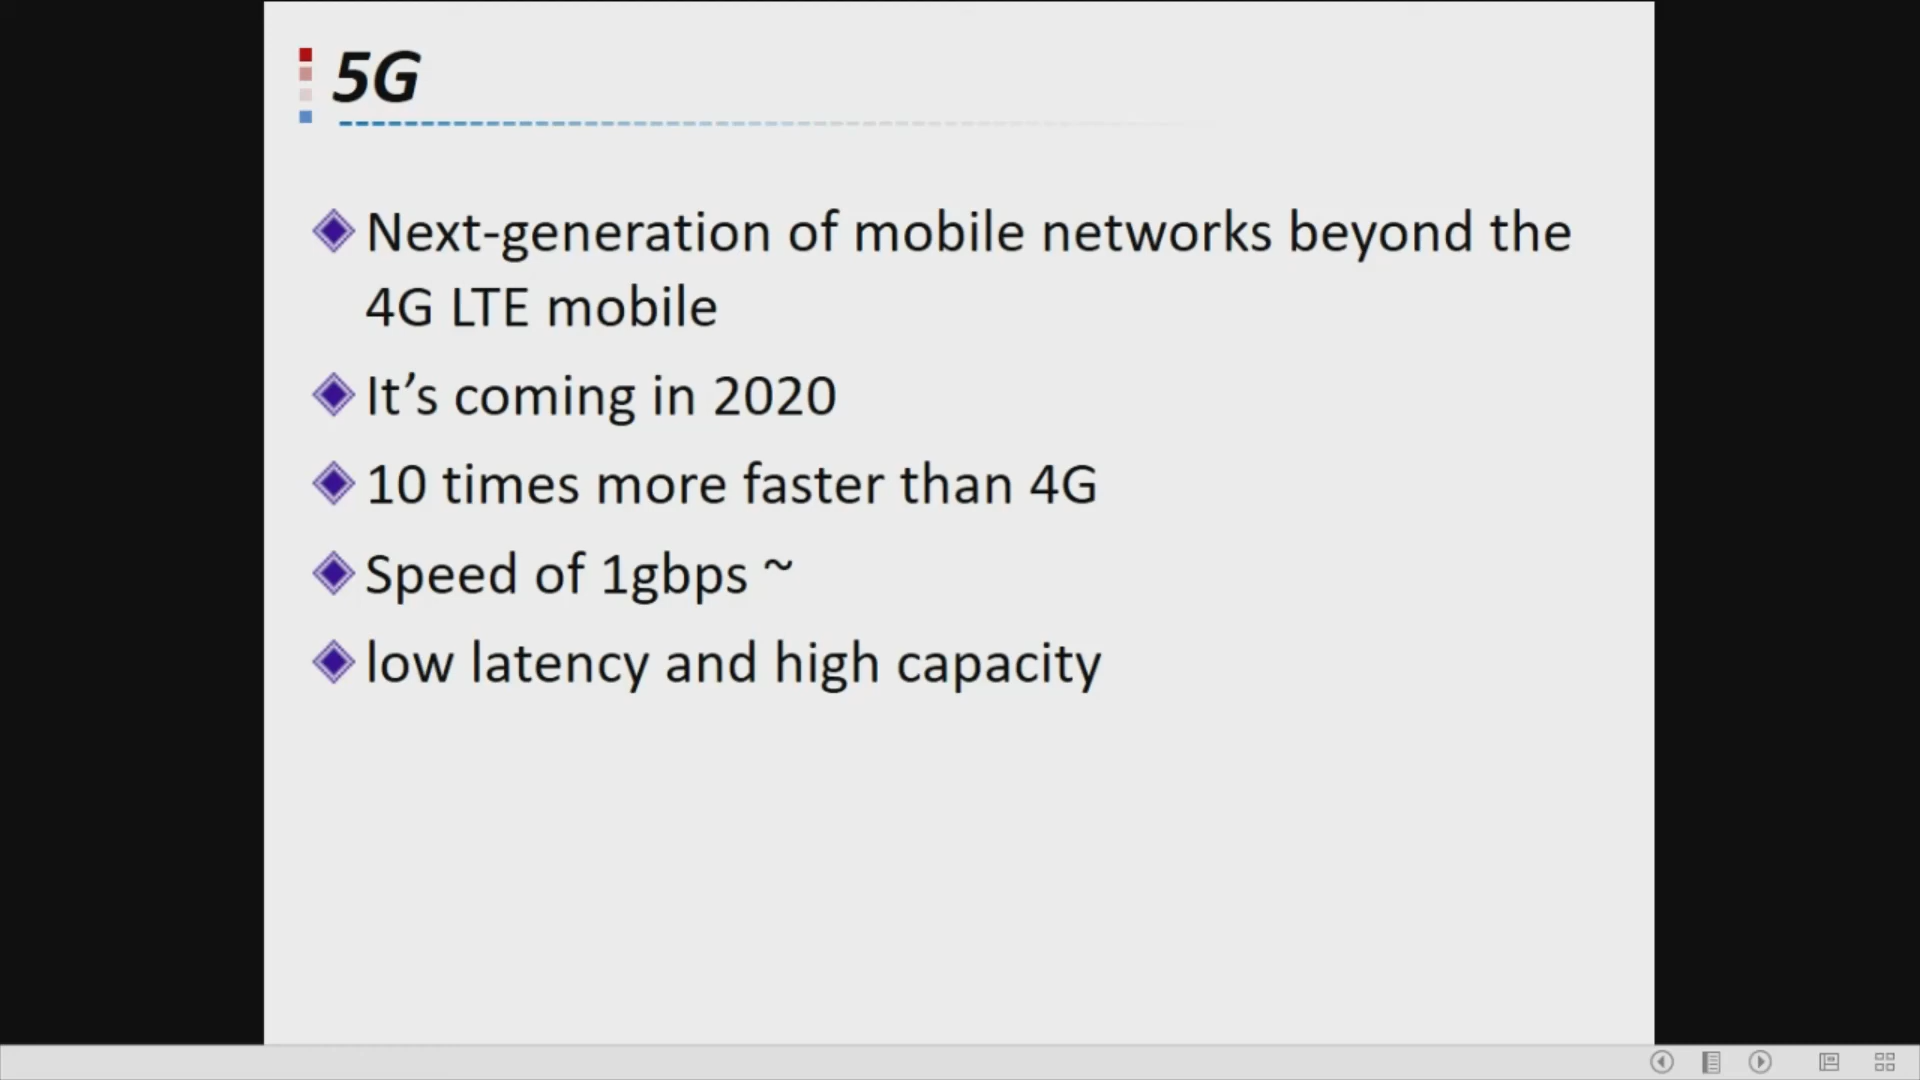 5G
Next-generation of mobile networks beyond the
4G LTE mobile
It’s coming in 2020
10 times more faster than 4G
Speed of 1gbps ~
low latency and high capacity